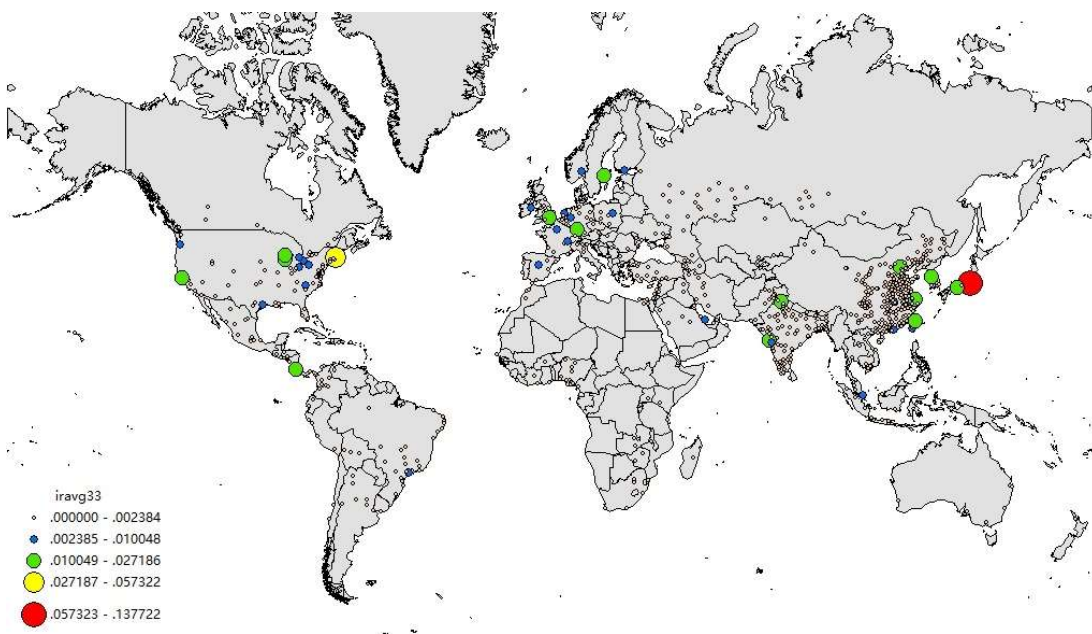 iravg33
.000000 - .002384
.002385 - .010048
.010049 - .027186
.027187 - .057322
.057323 - .137722